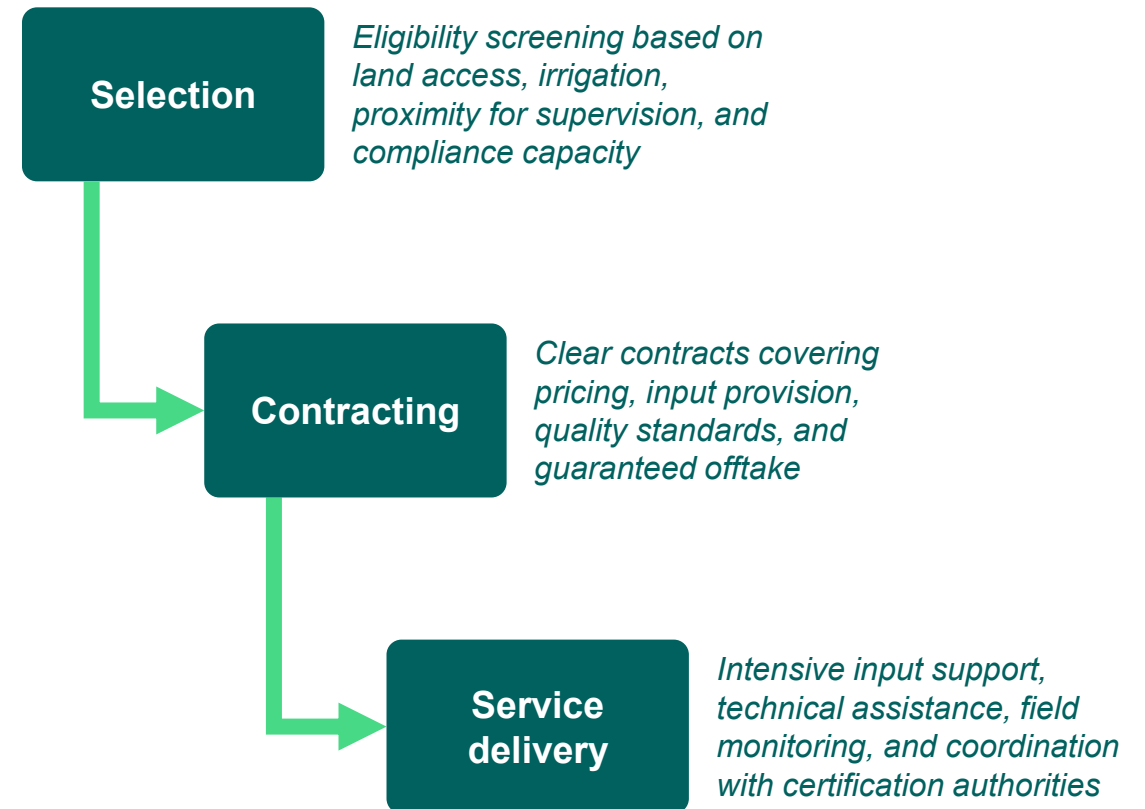 Selection
Eligibility screening based on
land access, irrigation,
proximity for supervision, and
compliance capacity
Contracting
Clear contracts covering
pricing, input provision,
quality standards, and
guaranteed offtake
Service
delivery
Intensive input support,
technical assistance, field
monitoring, and coordination
with certification authorities